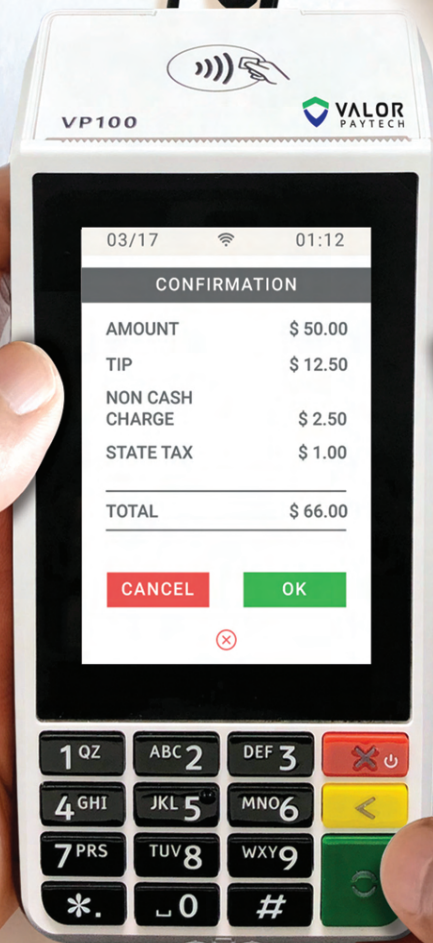 VP100
VALOR
PAYTECH
03/17 01:12
CONFIRMATION
AMOUNT $ 50.00
TIP $ 12.50
NON CASH
CHARGE $ 2.50
STATE TAX $ 1.00
TOTAL $ 66.00
CANCEL OK
1 QZ ABC 2 DEF 3
4 GHI JKL 5 MNO 6
7 PRS TUV 8 WXY 9
*. 0 #